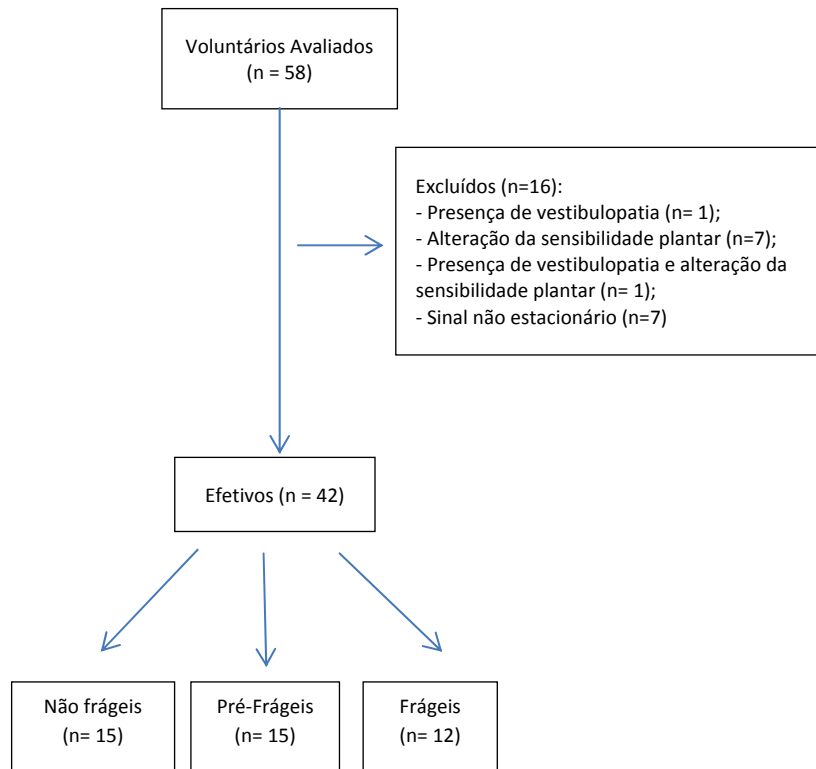 Voluntários Avaliados
(n = 58)
Excluídos (n=16):
- Presença de vestibulopatia (n= 1);
- Alteração da sensibilidade plantar (n=7);
- Presença de vestibulopatia e alteração da
sensibilidade plantar (n= 1);
- Sinal não estacionário (n=7)
Efetivos (n = 42)
Não frágeis
(n= 15)
Pré-Frágeis
(n= 15)
Frágeis
(n= 12)